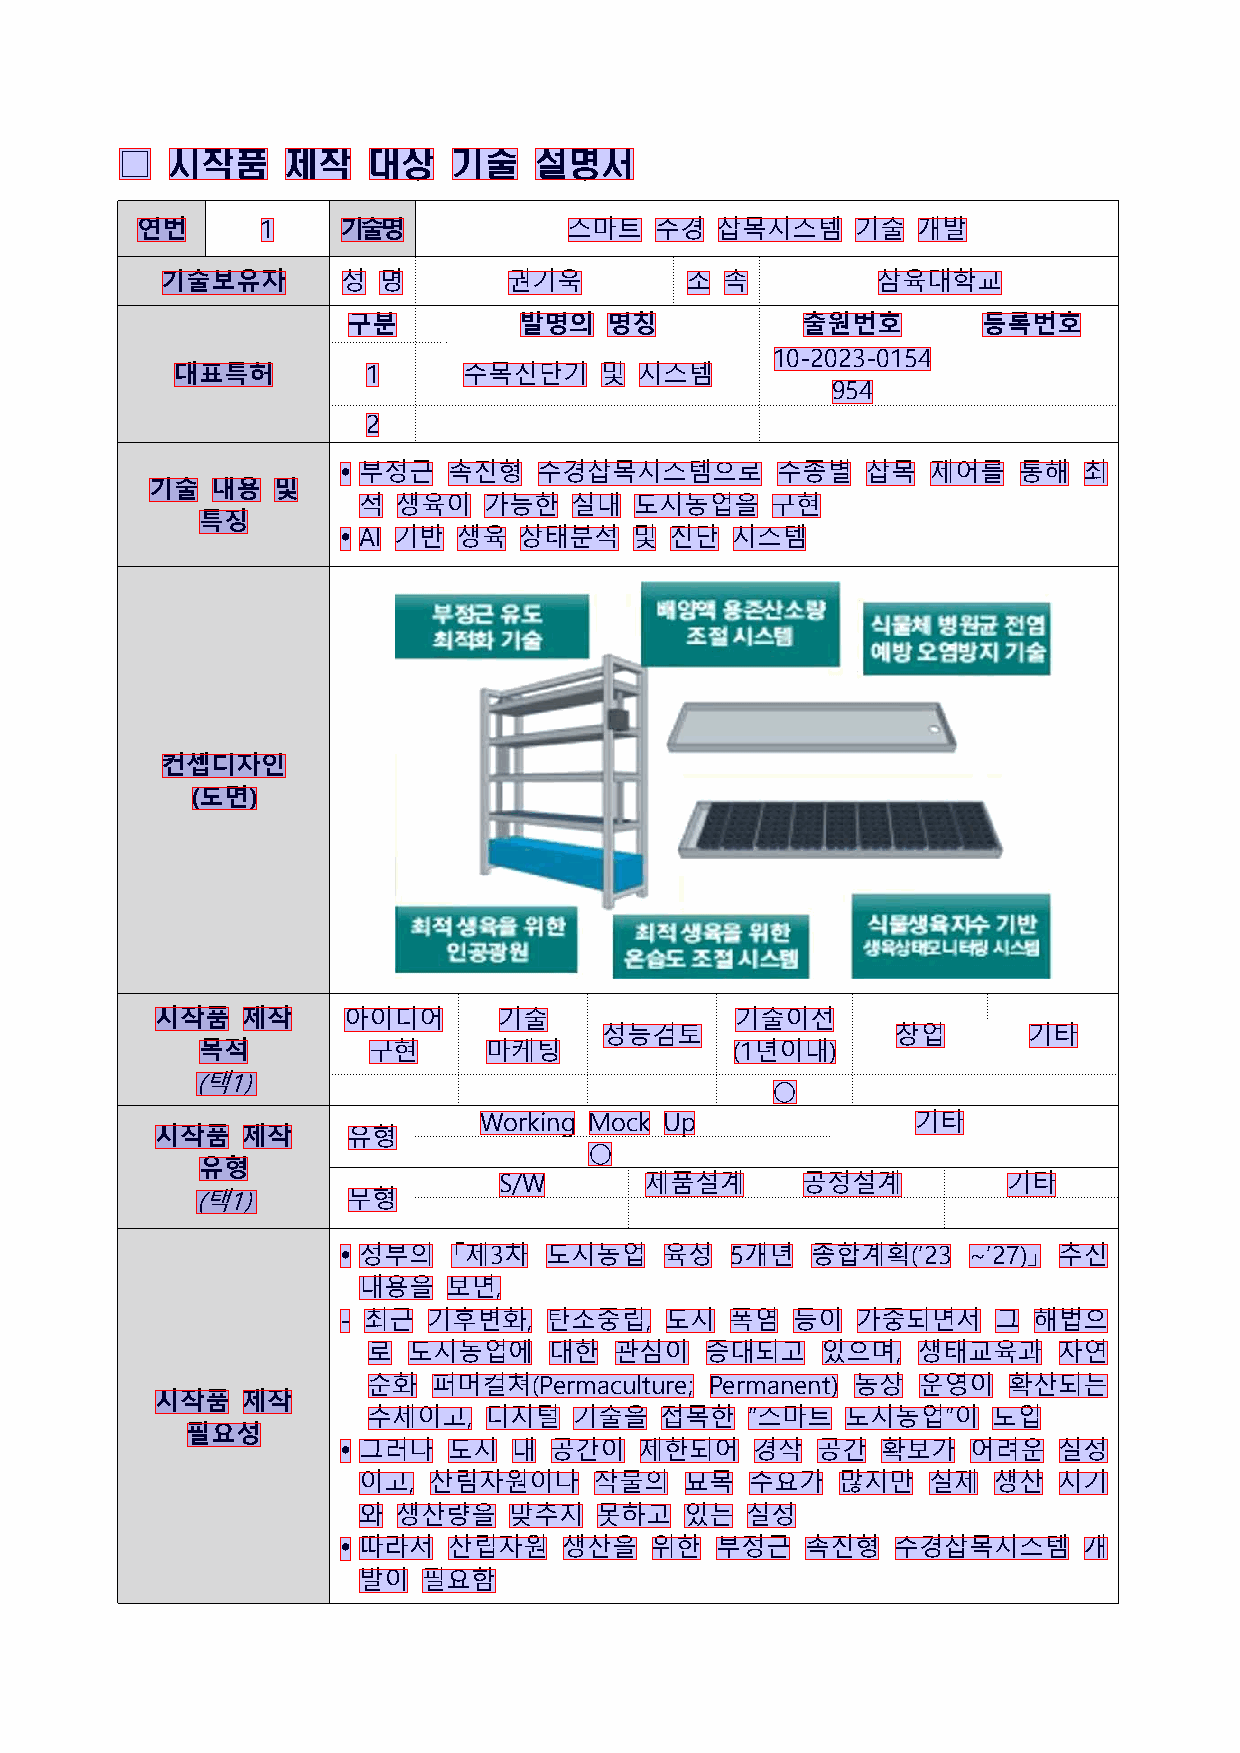 □ 시작품 제작 대상 기술 설명서
연번 1 기술명 스마트 수경 삽목시스템 기술 개발
기술보유자 성 명 권기욱 소 속 삼육대학교
대표특허
구분 발명의 명칭 출원번호 등록번호
1 수목진단기 및 시스템 10-2023-0154
954
2
기술 내용 및
특징
• 부정근 촉진형 수경삽목시스템으로 수종별 삽목 제어를 통해 최
적 생육이 가능한 실내 도시농업을 구현
• AI 기반 생육 상태분석 및 진단 시스템
컨셉디자인
(도면)
부정근 유도
최적화 기술
배양액 용존산소량
조절 시스템
식물체 병원균 전염
예방 오염방지 기술
최적 생육을 위한
인공광원
최적 생육을 위한
온습도 조절 시스템
식물생육지수 기반
생육상태모니터링 시스템
시작품 제작
목적
(택1)
아이디어
구현
기술
마케팅
성능검토
기술이전
(1년이내)
창업
기타
○
시작품 제작
유형
(택1)
유형
Working Mock Up 기타
○
무형
S/W 제품설계 공정설계 기타
시작품 제작
필요성
• 정부의 「제3차 도시농업 육성 5개년 종합계획(’23 ~’27)」 추진
내용을 보면,
- 최근 기후변화, 탄소중립, 도시 폭염 등이 가중되면서 그 해법으
로 도시농업에 대한 관심이 증대되고 있으며, 생태교육과 자연
순화 퍼머컬처(Permaculture; Permanent) 농장 운영이 확산되는
추세이고, 디지털 기술을 접목한 ”스마트 도시농업”이 도입
• 그러나 도시 내 공간이 제한되어 경작 공간 확보가 어려운 실정
이고, 산림자원이나 작물의 묘목 수요가 많지만 실제 생산 시기
와 생산량을 맞추지 못하고 있는 실정
• 따라서 산림자원 생산을 위한 부정근 촉진형 수경삽목시스템 개
발이 필요함